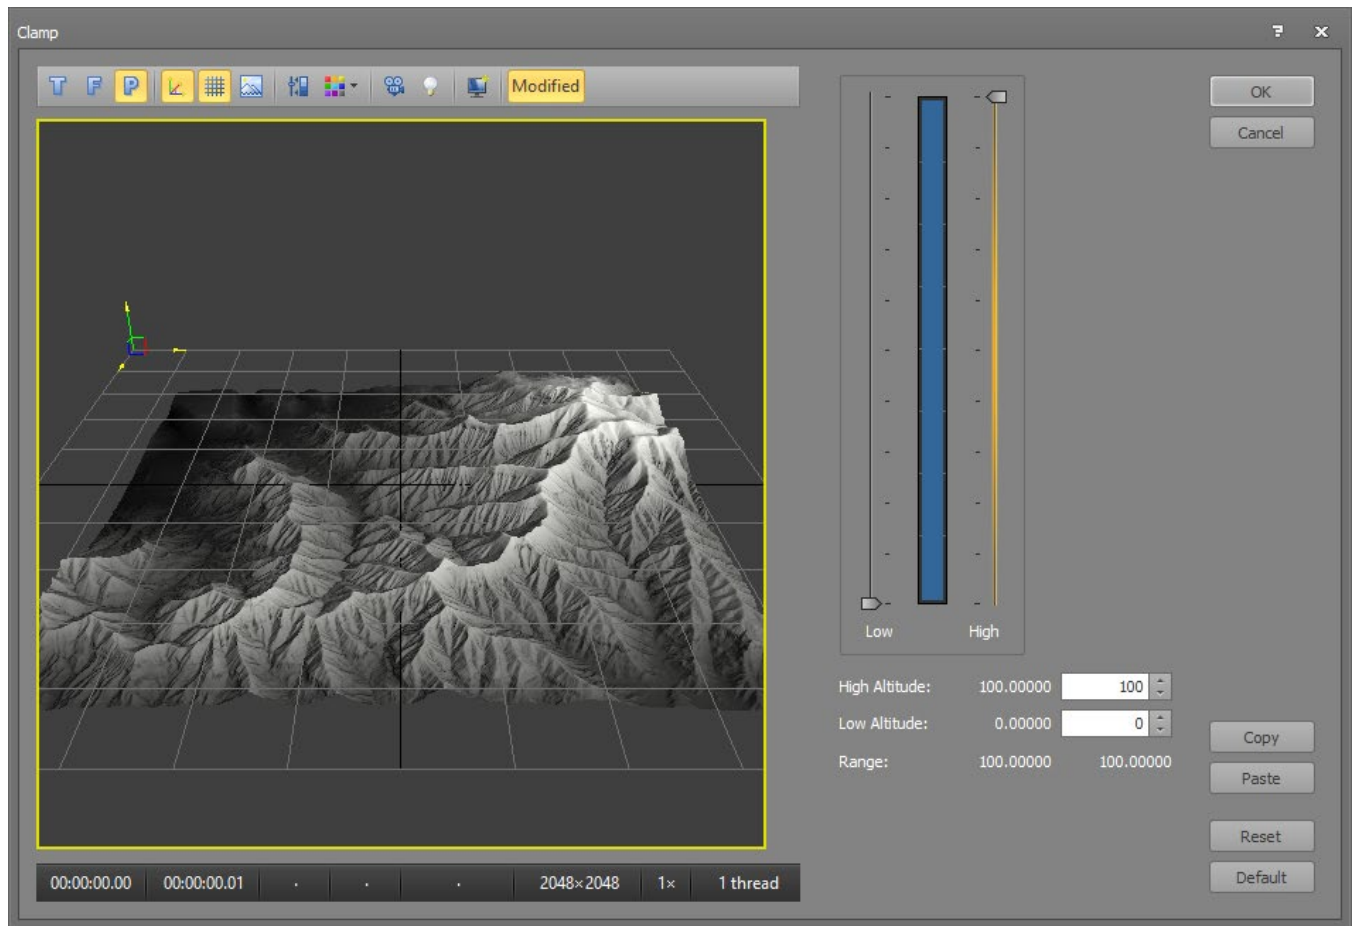 Clamp
T F P Modified
OK
Cancel
Low High
High Altitude: 100.00000 100
Low Altitude: 0.00000 0
Range: 100.00000 100.00000
Copy
Paste
Reset
Default
00:00:00.00 00:00:00.01 . . . 2048×2048 1× 1 thread